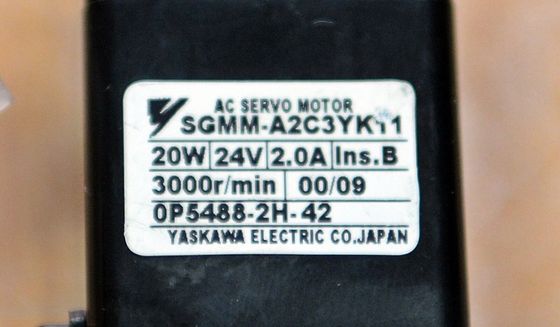 AC SERVO MOTOR
SGMM-A2C3YK11
20W 24V 2.0A Ins.B
3000r/min 00/09
0P5488-2H-42
YASKAWA ELECTRIC CO.JAPAN